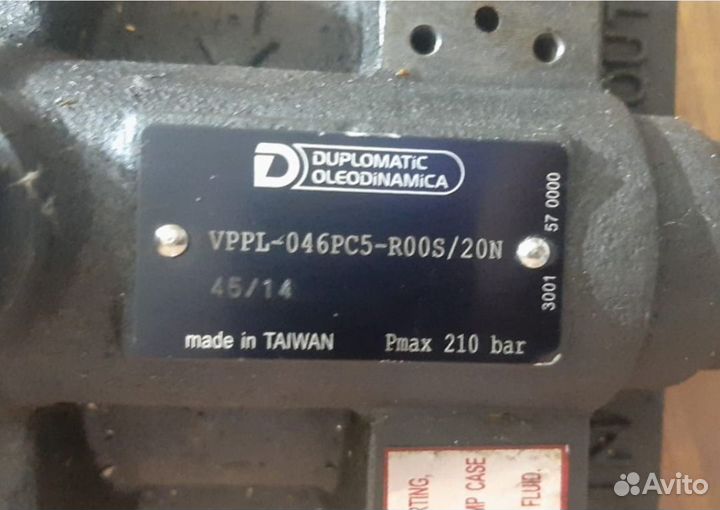 DUPLOMATiC
OLEODiNAMiCA
VPPL-046PC5-R00S/20N
45/14
made in TAIWAN
Pmax 210 bar
3001 57 0000
OUT
RTING,
MP CASE
FLUID.
Avito